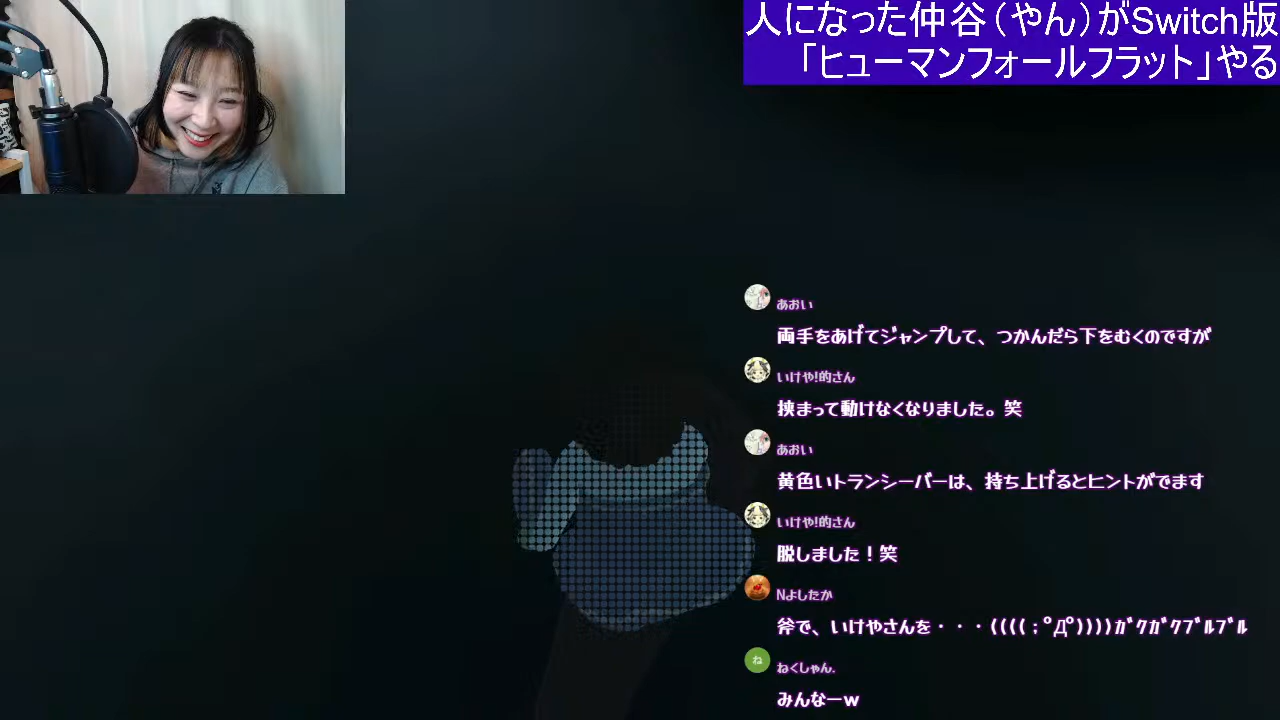 人になった仲谷(やん)がSwitch版
「ヒューマンフォールフラット」やる
あおい
両手をあげてジャンプして、つかんだら下をむくのですが
いけや!的さん
挟まって動けなくなりました。笑
あおい
黄色いトランシーバーは、持ち上げるとヒントがでます
いけや!的さん
脱しました！笑
Nよしたか
斧で、いけやさんを・・・((((；ﾟДﾟ))))ｶﾞｸｶﾞｸﾌﾞﾙﾌﾞﾙ
ね
ねくしゃん.
みんなーｗ